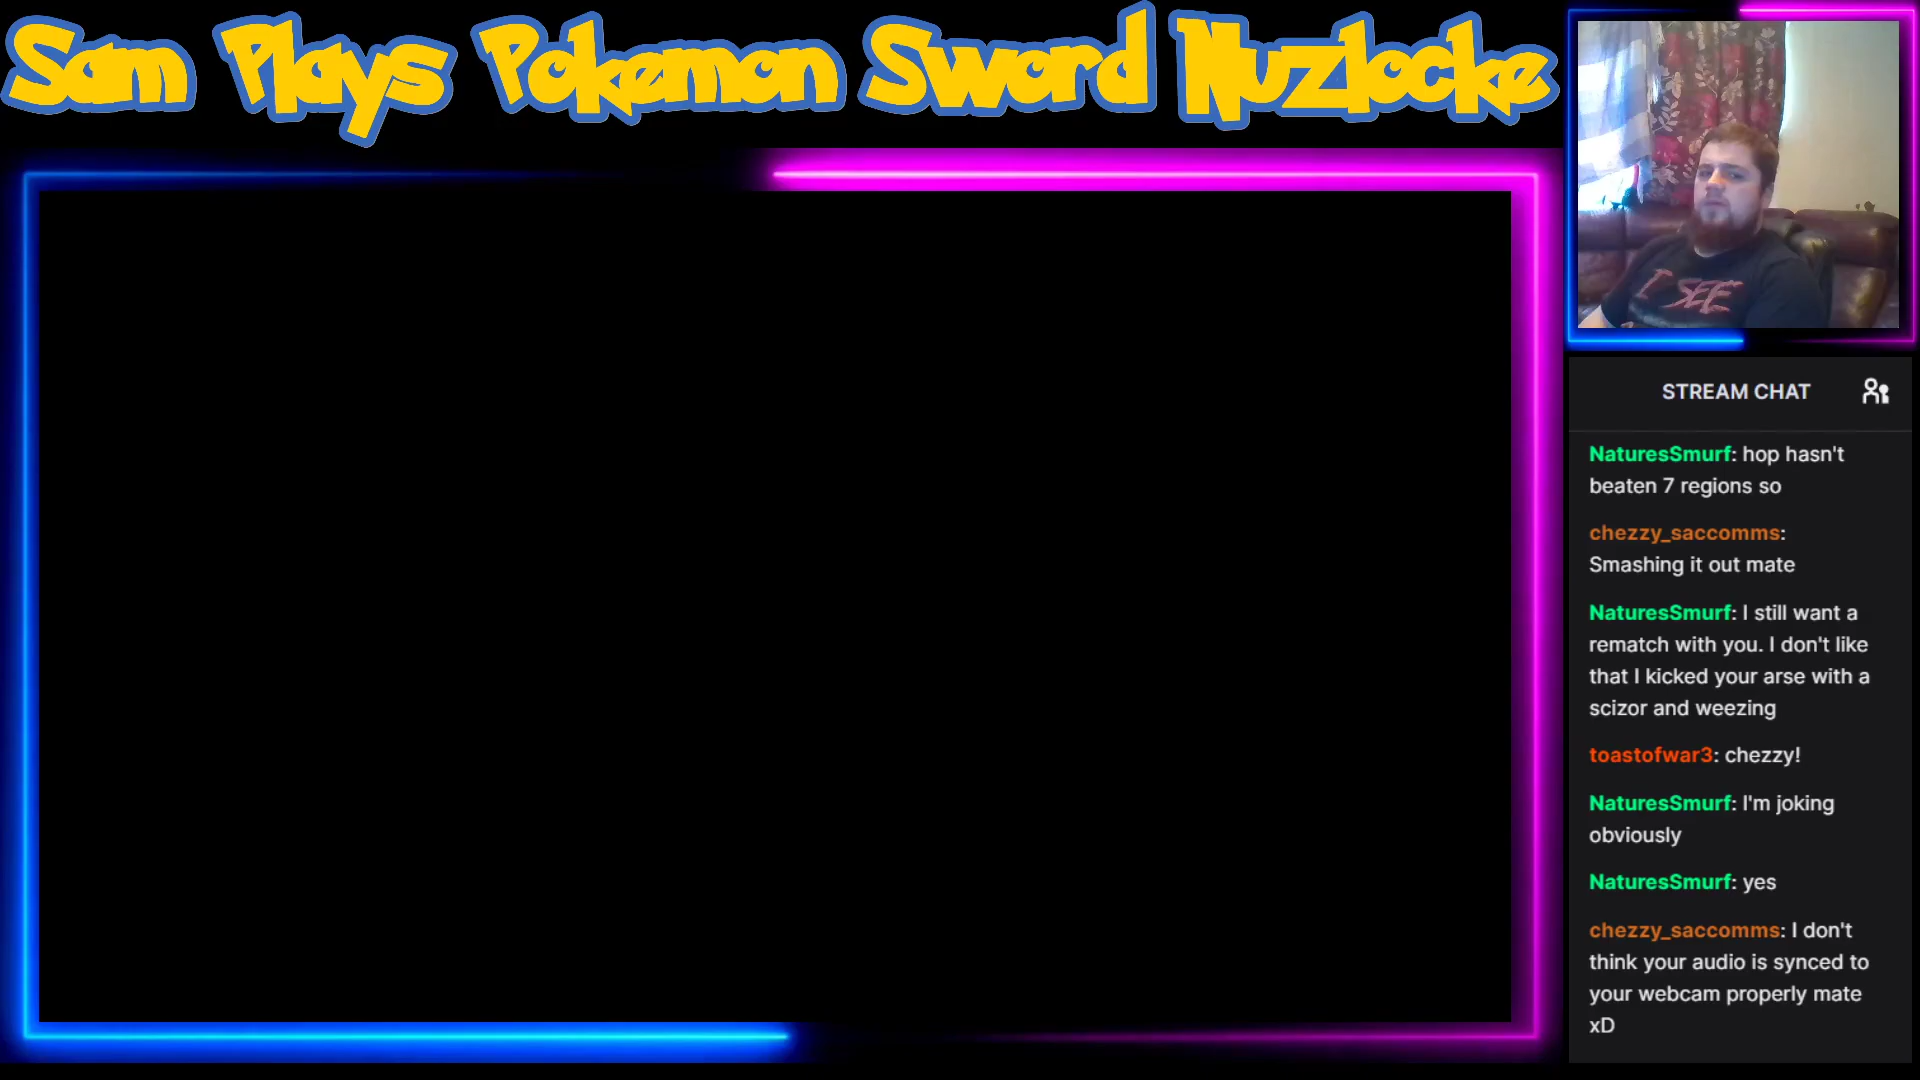 Sam Plays Pokemon Sword Nuzlocke
I SEE
STREAM CHAT
NaturesSmurf: hop hasn't
beaten 7 regions so
chezzy_saccomms:
Smashing it out mate
NaturesSmurf: I still want a
rematch with you. I don't like
that I kicked your arse with a
scizor and weezing
toastofwar3: chezzy!
NaturesSmurf: I'm joking
obviously
NaturesSmurf: yes
chezzy_saccomms: I don't
think your audio is synced to
your webcam properly mate
xD